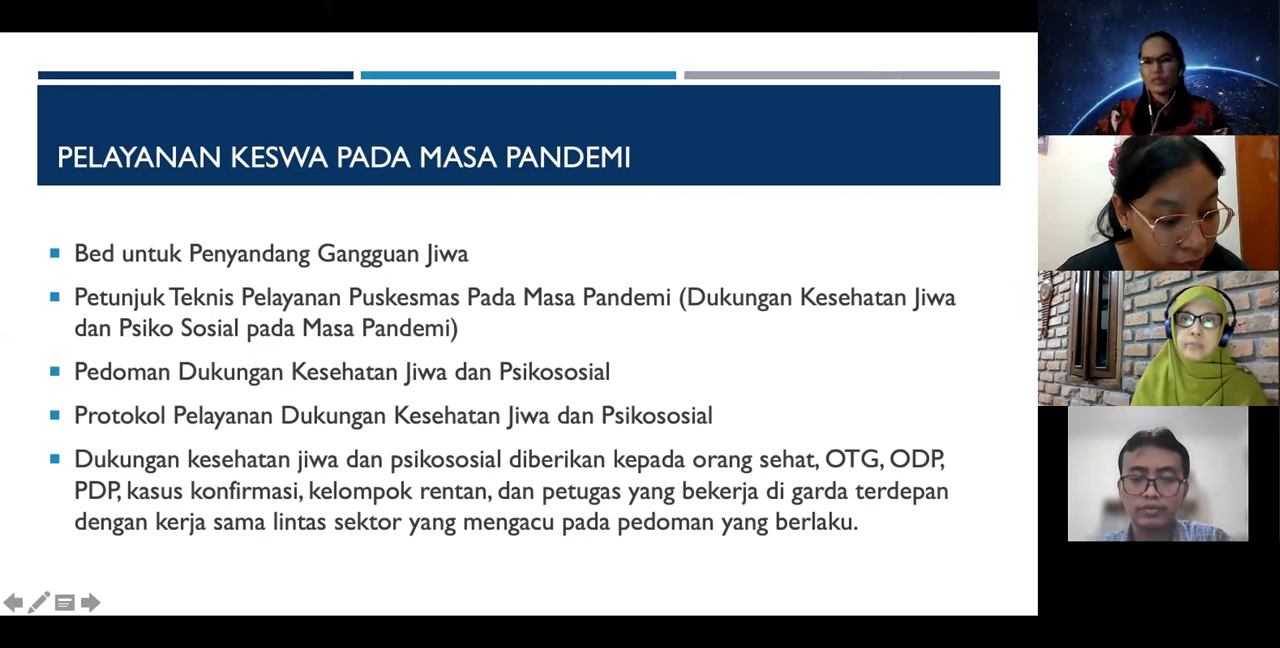 PELAYANAN KESWA PADA MASA PANDEMI
Bed untuk Penyandang Gangguan Jiwa
Petunjuk Teknis Pelayanan Puskesmas Pada Masa Pandemi (Dukungan Kesehatan Jiwa
dan Psiko Sosial pada Masa Pandemi)
Pedoman Dukungan Kesehatan Jiwa dan Psikososial
Protokol Pelayanan Dukungan Kesehatan Jiwa dan Psikososial
Dukungan kesehatan jiwa dan psikososial diberikan kepada orang sehat, OTG, ODP,
PDP, kasus konfirmasi, kelompok rentan, dan petugas yang bekerja di garda terdepan
dengan kerja sama lintas sektor yang mengacu pada pedoman yang berlaku.